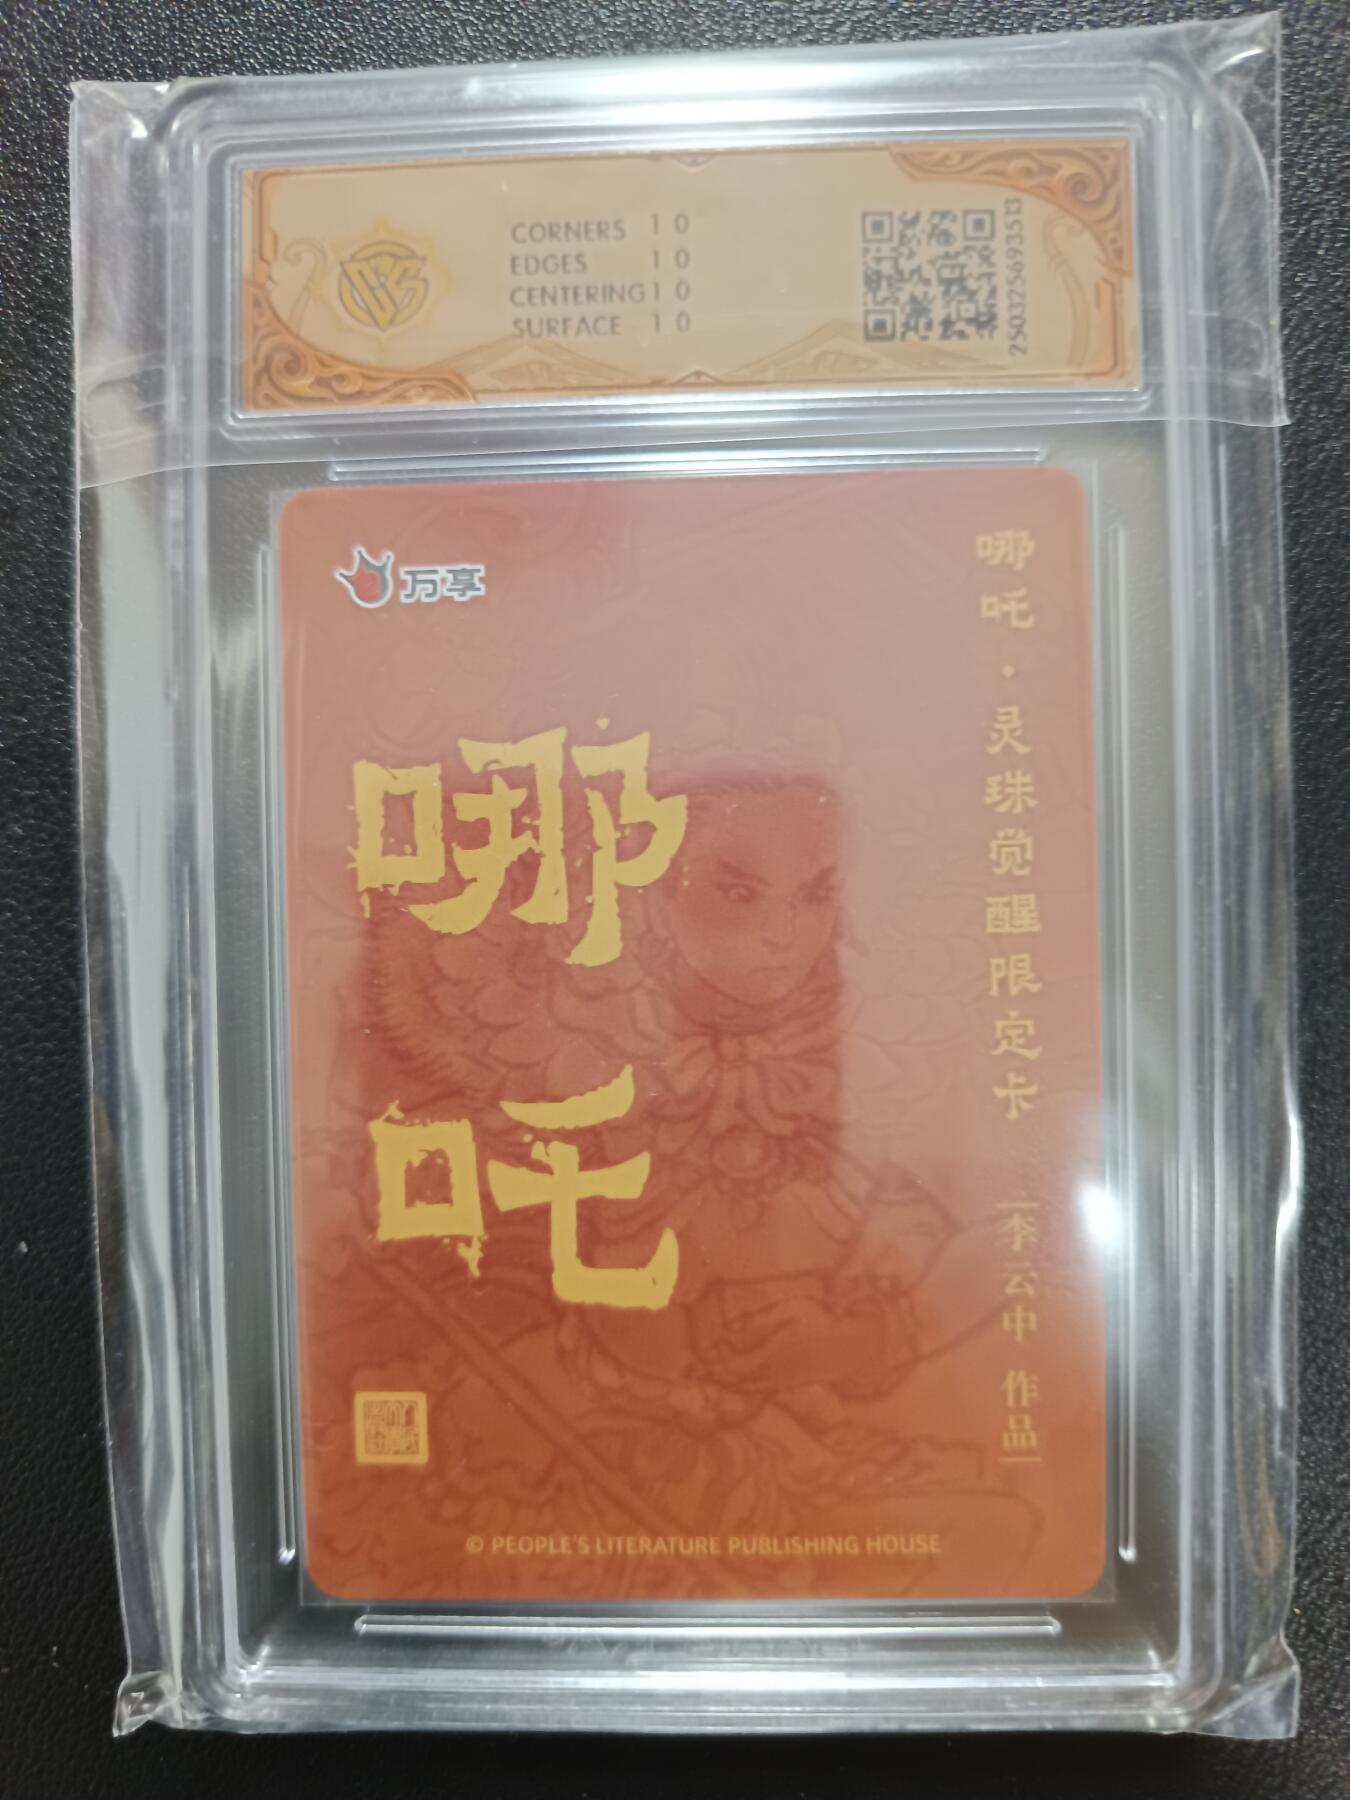 CORNERS 10
EDGES 10
CENTERING 10
SURFACE 10
2503325693513
万享
哪吒·灵珠觉醒限定卡
李云中 作品
哪吒
© PEOPLE'S LITERATURE PUBLISHING HOUSE